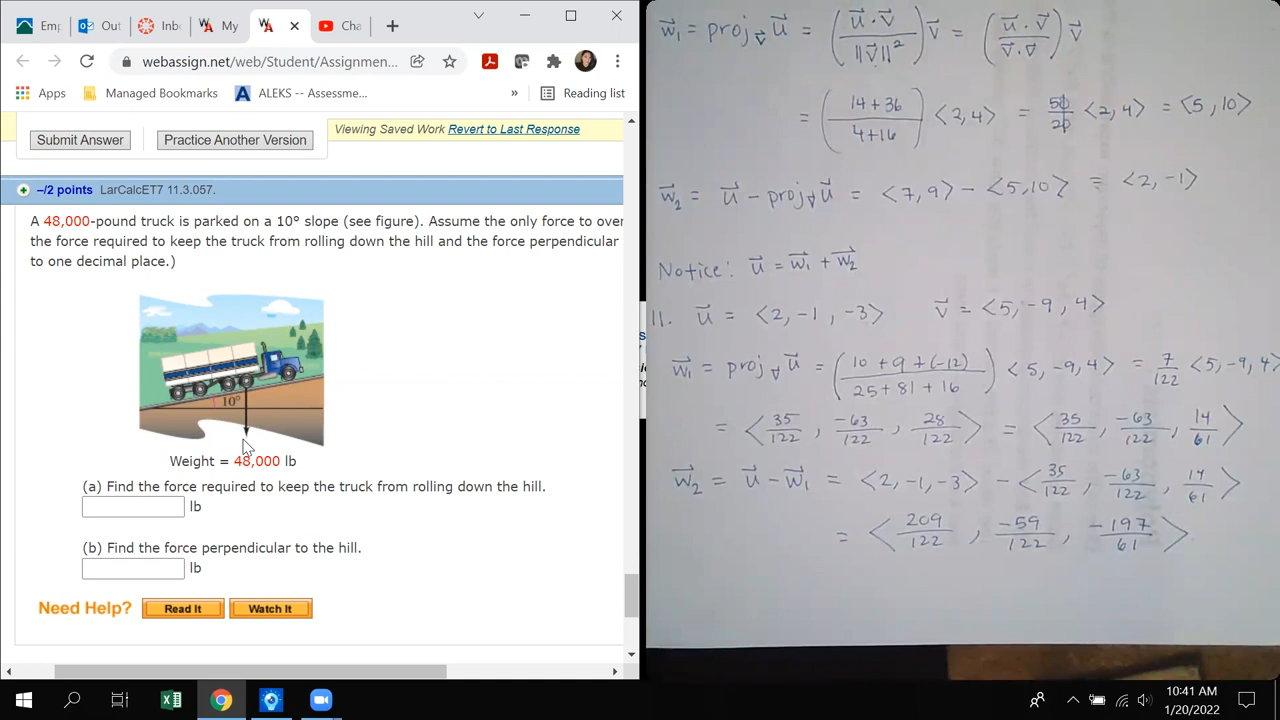 Emp
Out
Inb
My
Cha
webassign.net/web/Student/Assignment...
Apps
Managed Bookmarks
ALEKS -- Assessme...
»
Reading list
Submit Answer
Practice Another Version
Viewing Saved Work Revert to Last Response
–/2 points LarCalcET7 11.3.057.
A 48,000-pound truck is parked on a 10° slope (see figure). Assume the only force to over
the force required to keep the truck from rolling down the hill and the force perpendicular
to one decimal place.)
10°
Weight = 48,000 lb
(a) Find the force required to keep the truck from rolling down the hill.
lb
(b) Find the force perpendicular to the hill.
lb
Need Help? Read It Watch It
w⃗₁ = proj_v⃗ u⃗ = (u⃗ · v⃗ / ||v⃗||²) v⃗ = (u⃗ · v⃗ / v⃗ · v⃗) v⃗
= (14 + 36 / 4 + 16) <2, 4> = 50/20 <2, 4> = <5, 10>
w⃗₂ = u⃗ - proj_v⃗ u⃗ = <7, 9> - <5, 10> = <2, -1>
Notice: u⃗ = w⃗₁ + w⃗₂
11. u⃗ = <2, -1, -3> v⃗ = <5, -9, 4>
w⃗₁ = proj_v⃗ u⃗ = (10 + 9 + (-12) / 25 + 81 + 16) <5, -9, 4> = 7/122 <5, -9, 4>
= <35/122, -63/122, 28/122> = <35/122, -63/122, 14/61>
w⃗₂ = u⃗ - w⃗₁ = <2, -1, -3> - <35/122, -63/122, 14/61>
= <209/122, -59/122, -197/61>
10:41 AM
1/20/2022